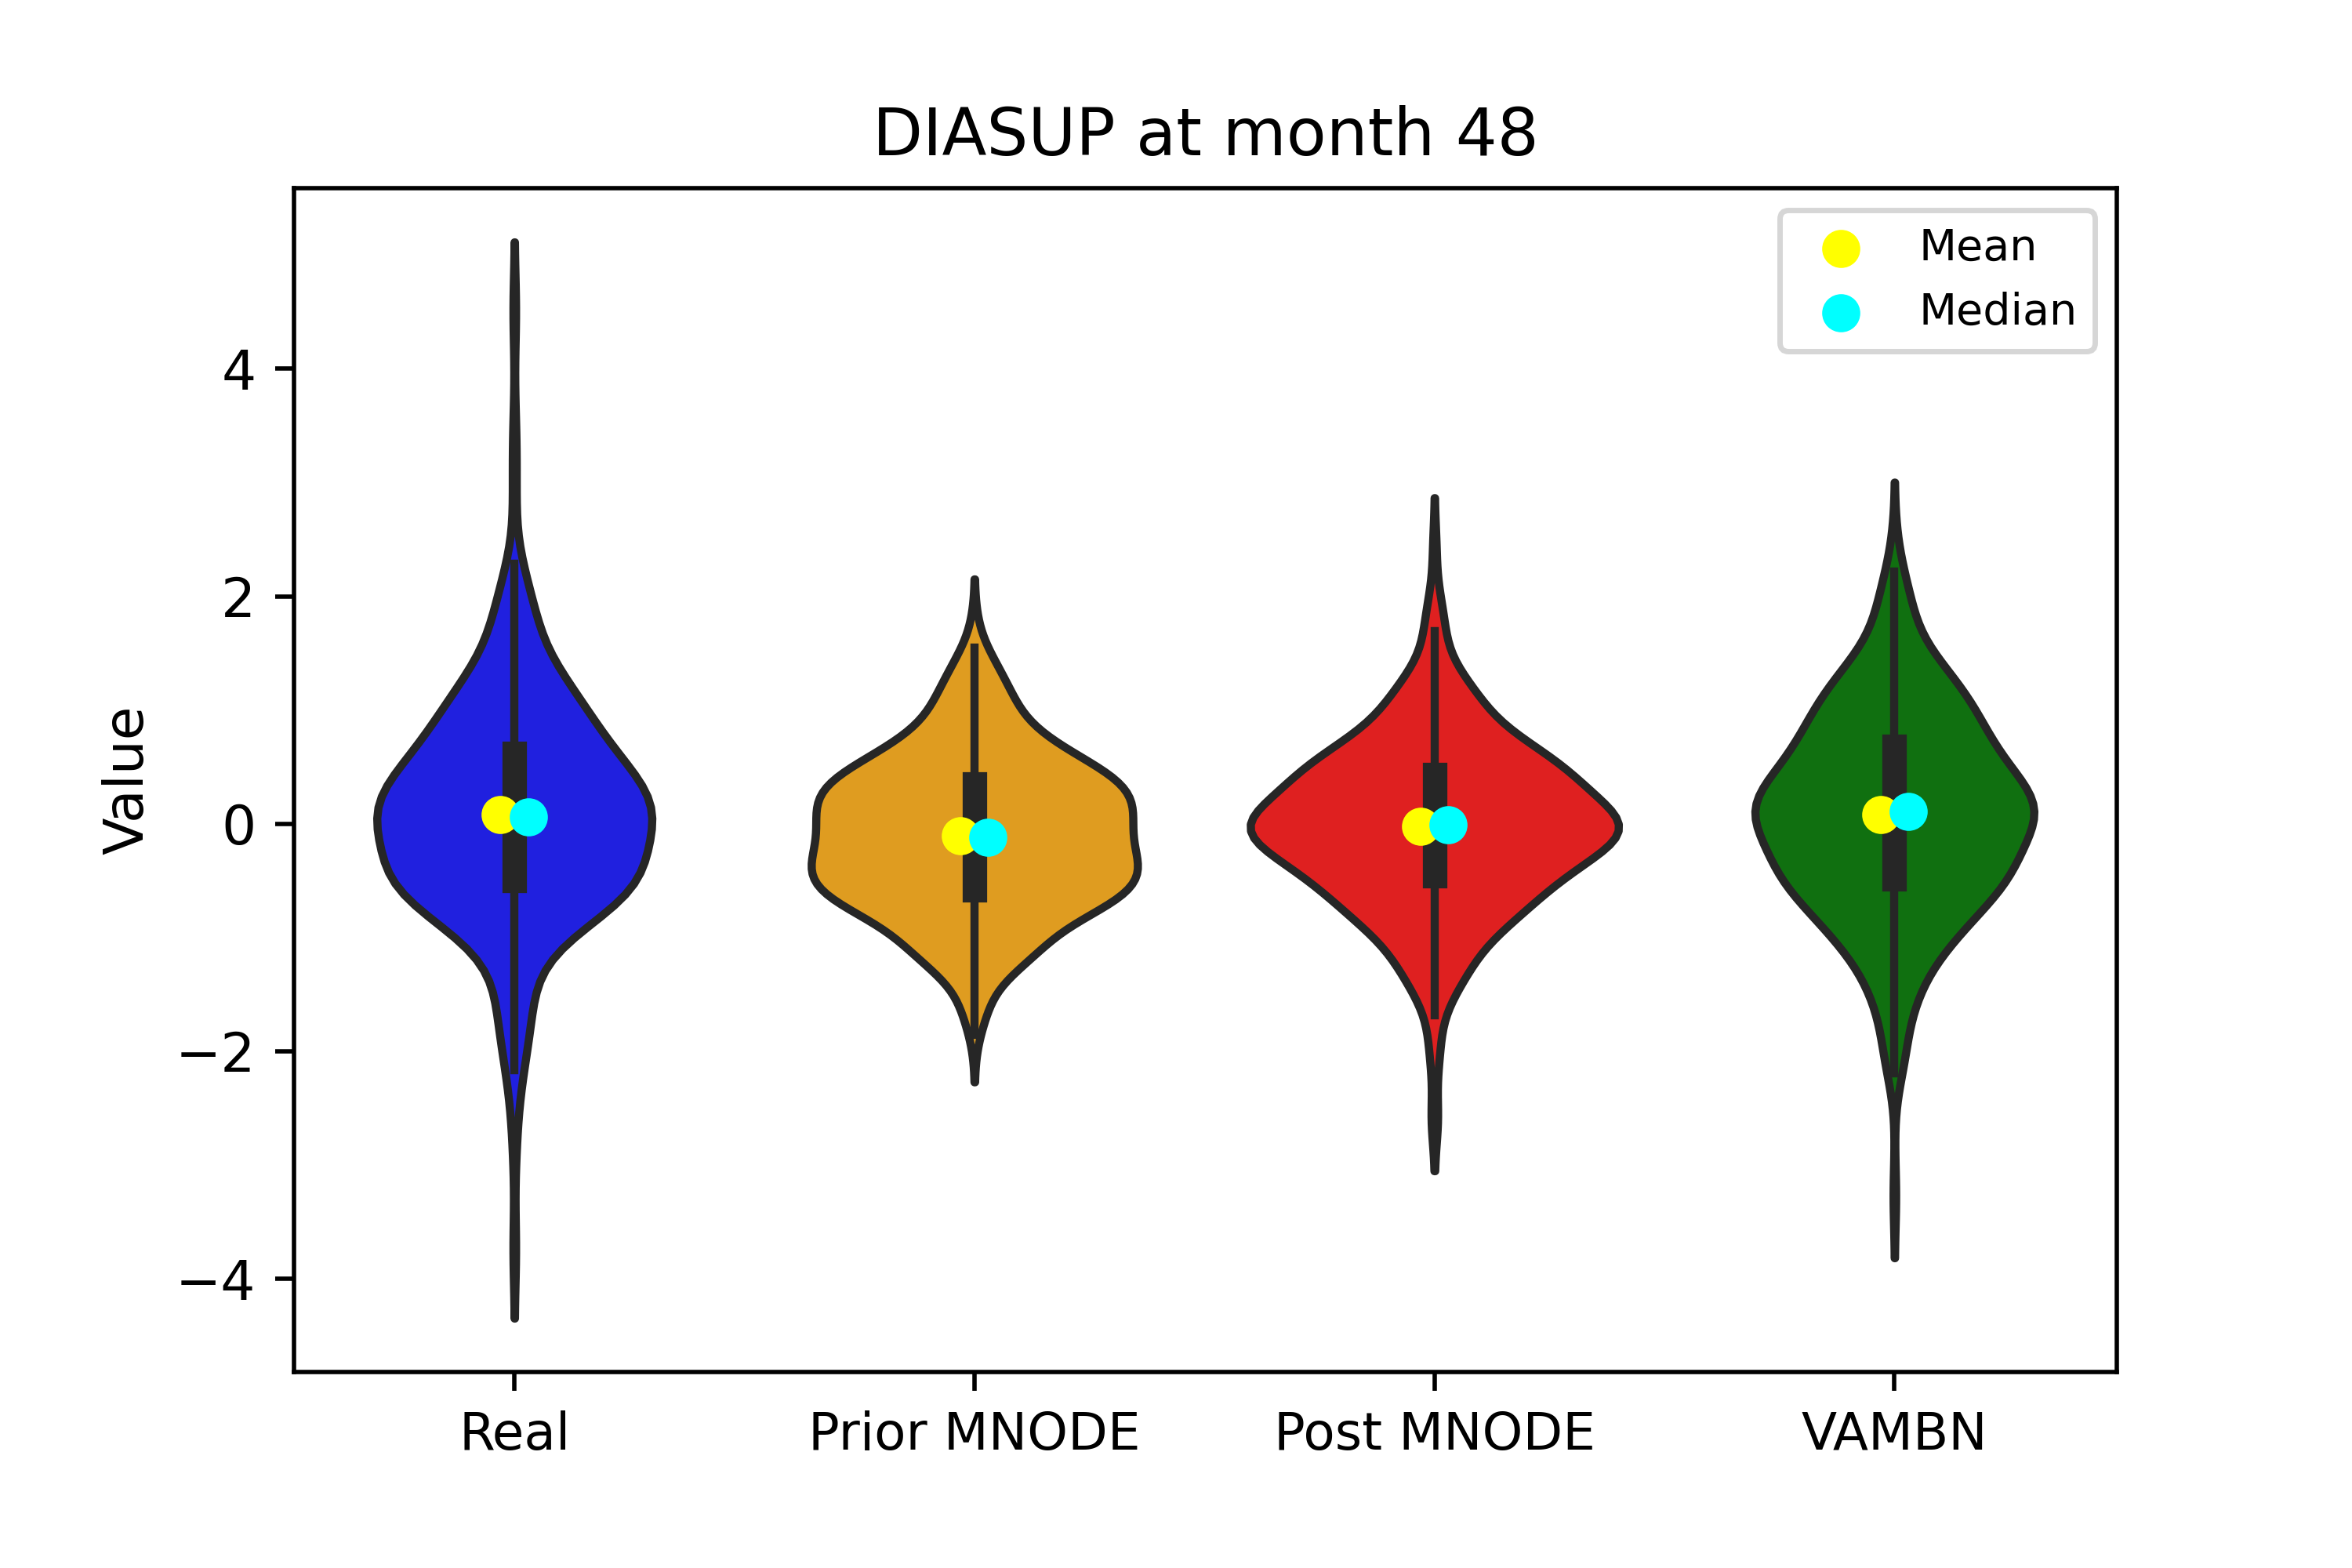 DIASUP at month 48
Mean
Median
Value
4
2
0
−2
−4
Real
Prior MNODE
Post MNODE
VAMBN